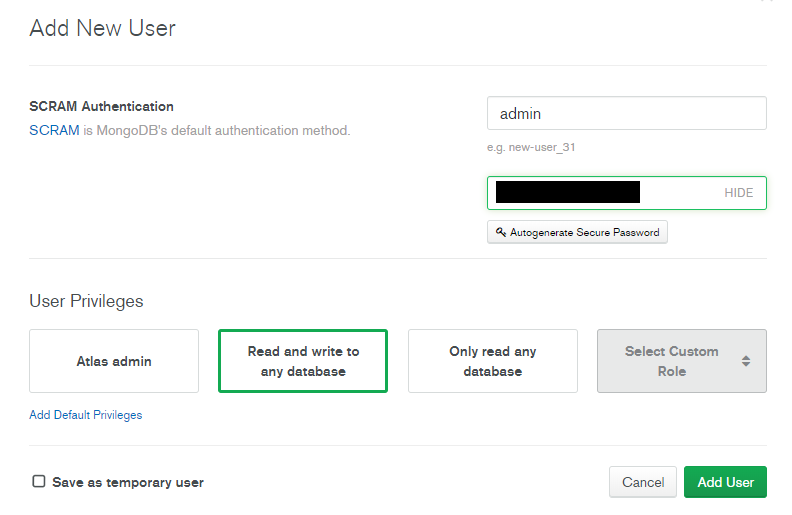 Add New User
SCRAM Authentication
SCRAM is MongoDB's default authentication method.
admin
e.g. new-user_31
HIDE
Autogenerate Secure Password
User Privileges
Atlas admin
Read and write to
any database
Only read any
database
Select Custom
Role
Add Default Privileges
Save as temporary user
Cancel
Add User